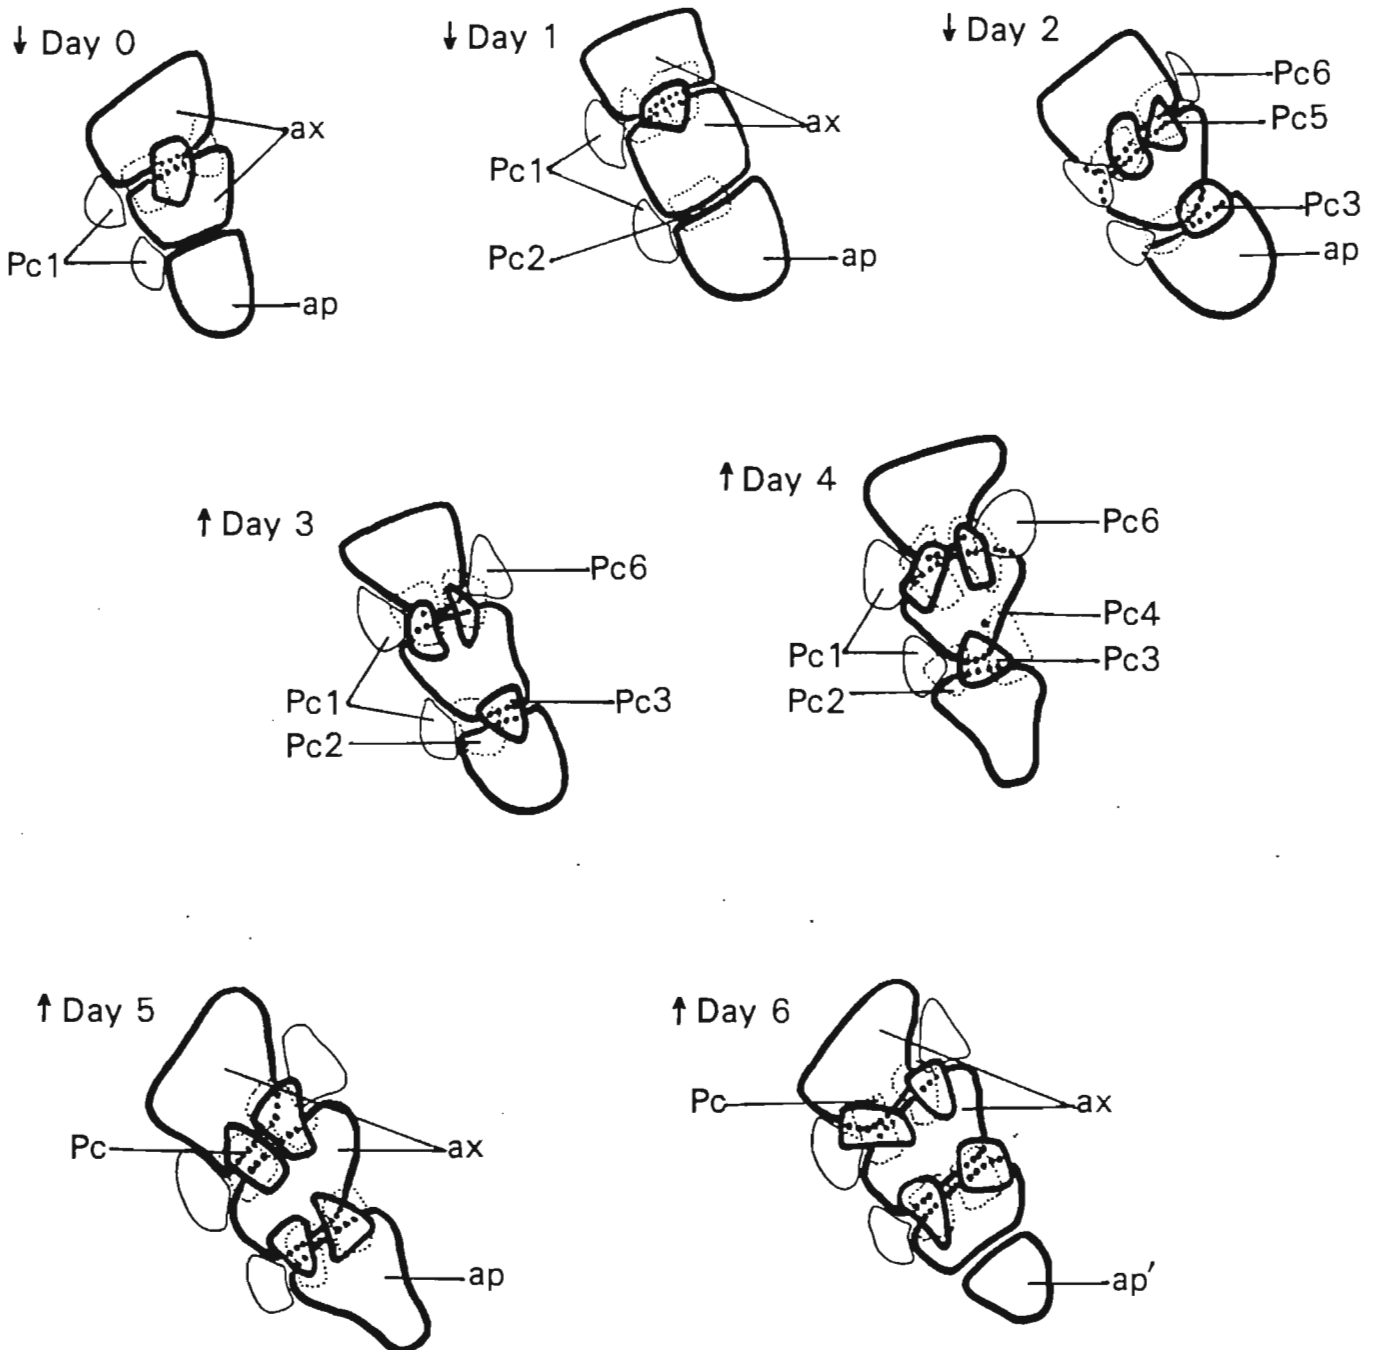 ↓ Day 0
ax
Pc1
ap
↓ Day 1
ax
Pc1
Pc2
ap
↓ Day 2
Pc6
Pc5
Pc3
ap
↑ Day 3
Pc6
Pc1
Pc3
Pc2
↑ Day 4
Pc6
Pc4
Pc1
Pc3
Pc2
↑ Day 5
Pc
ax
ap
↑ Day 6
Pc
ax
ap′